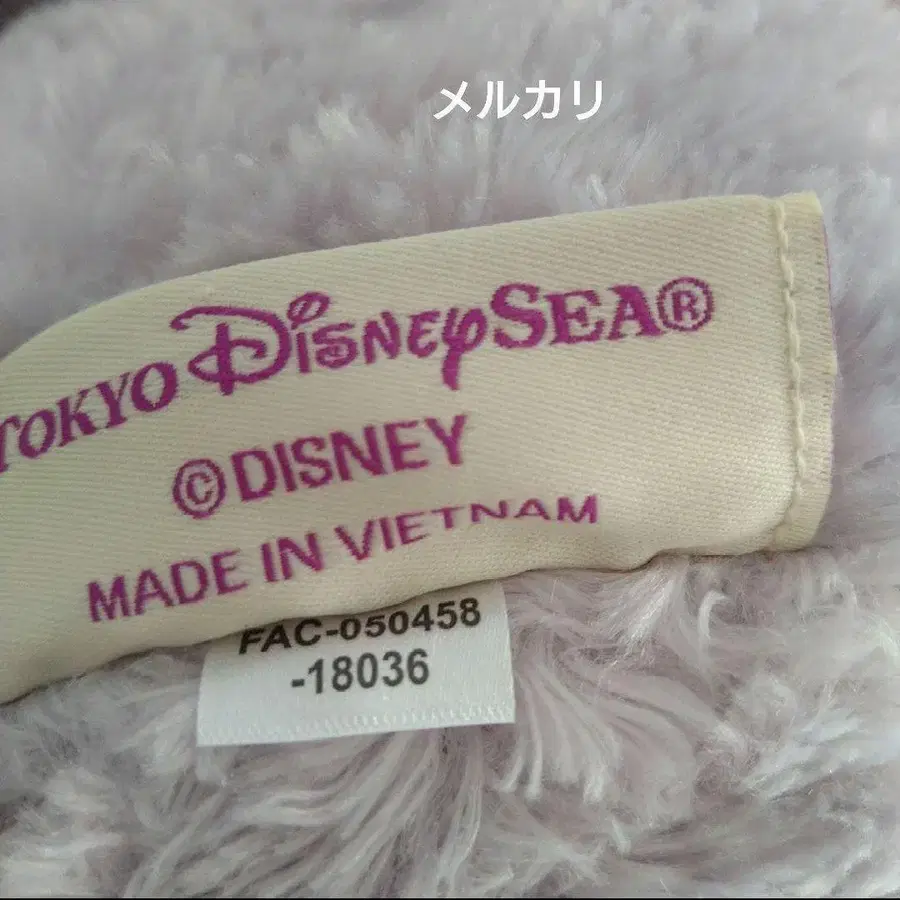 メルカリ
TOKYO DISNEYSEA®
©DISNEY
MADE IN VIETNAM
FAC-050458
-18036